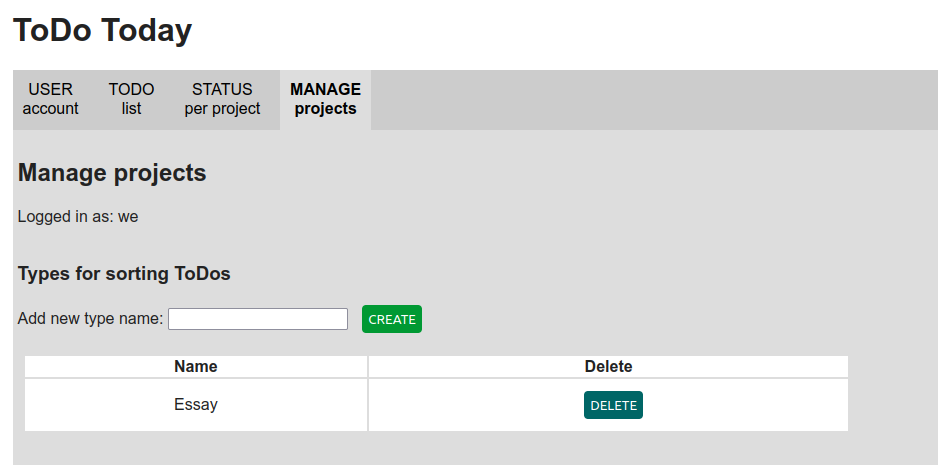 ToDo Today
USER account
TODO list
STATUS per project
MANAGE projects
Manage projects
Logged in as: we
Types for sorting ToDos
Add new type name: CREATE
Name Delete
Essay DELETE